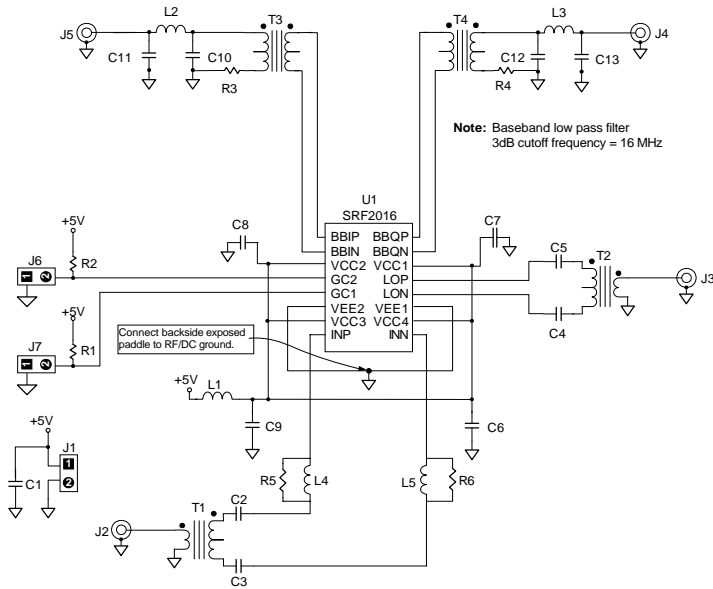 L2
T3
T4
L3
J5
J4
C11
C10
C12
C13
R3
R4
Note: Baseband low pass filter
3dB cutoff frequency = 16 MHz
U1
SRF2016
+5V
C8
C7
BBIP BBQP
BBIN BBQN
VCC2 VCC1
GC2 LOP
GC1 LON
VEE2 VEE1
VCC3 VCC4
INP INN
J6
R2
1 2
C5
T2
J3
+5V
J7
R1
1 2
C4
Connect backside exposed
paddle to RF/DC ground.
+5V
L1
C9
C6
+5V
J1
1
2
C1
R5
L4
L5
R6
J2
T1
C2
C3